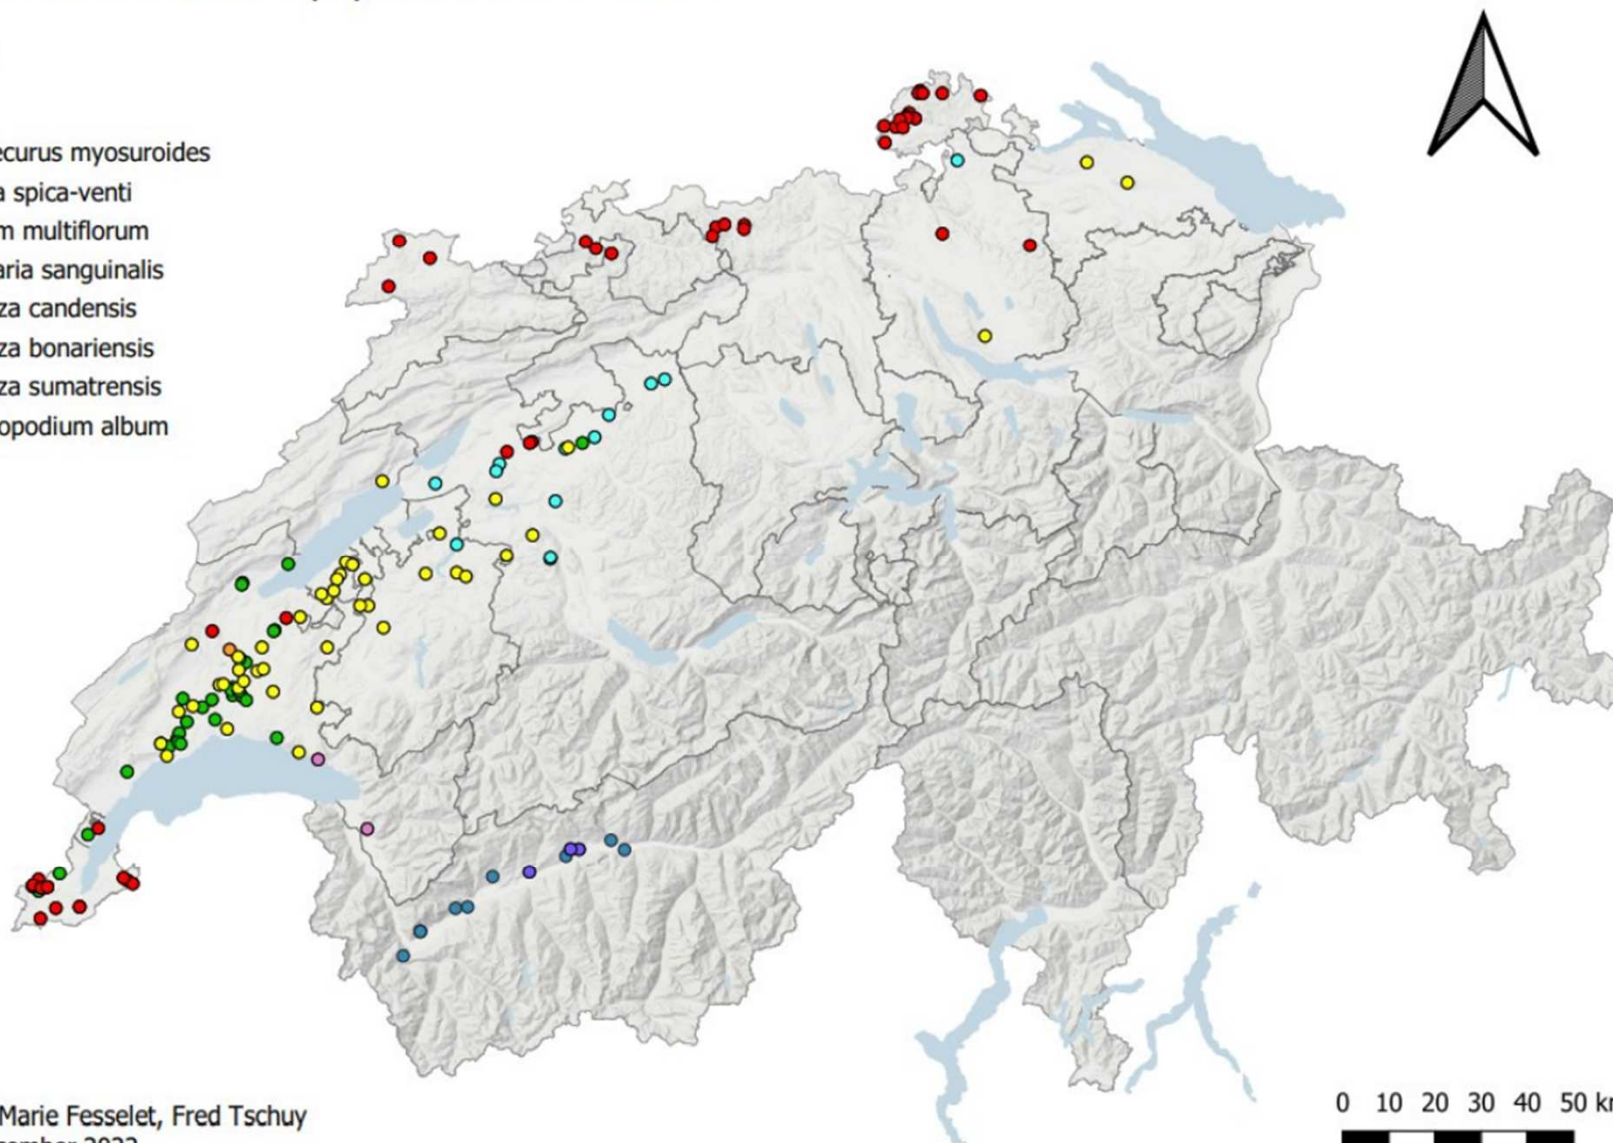 ecurus myosuroides
a spica-venti
m multiflorum
aria sanguinalis
za candensis
za bonariensis
za sumatrensis
opodium album
Marie Fesselet, Fred Tschuy
0 10 20 30 40 50 km